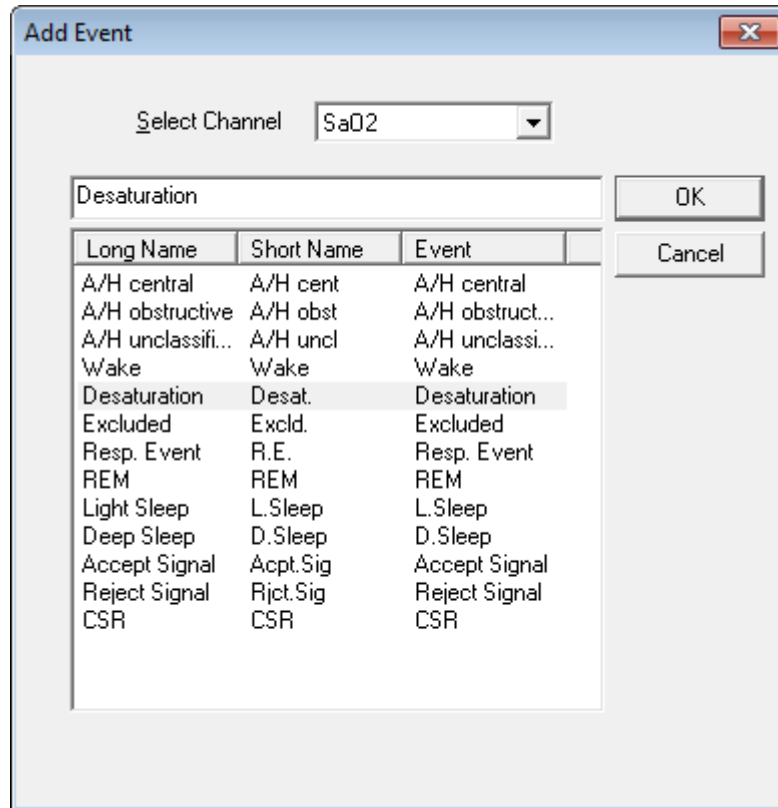 Add Event
Select Channel SaO2
Desaturation OK
Long Name Short Name Event Cancel
A/H central A/H cent A/H central
A/H obstructive A/H obst A/H obstruct...
A/H unclassifi... A/H uncl A/H unclassi...
Wake Wake Wake
Desaturation Desat. Desaturation
Excluded Excld. Excluded
Resp. Event R.E. Resp. Event
REM REM REM
Light Sleep L.Sleep L.Sleep
Deep Sleep D.Sleep D.Sleep
Accept Signal Acpt.Sig Accept Signal
Reject Signal Rjct.Sig Reject Signal
CSR CSR CSR